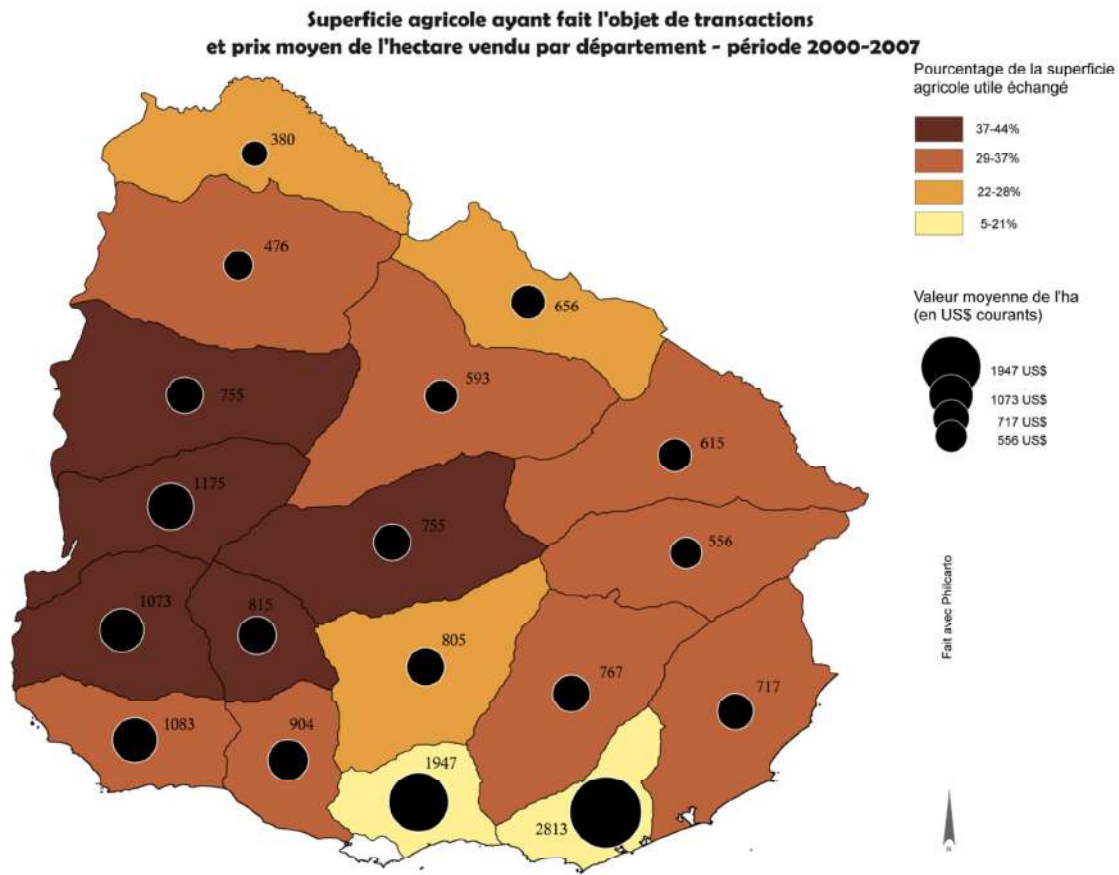 Superficie agricole ayant fait l'objet de transactions
et prix moyen de l'hectare vendu par département - période 2000-2007
Pourcentage de la superficie
agricole utile échangé
37-44%
29-37%
22-28%
5-21%
Valeur moyenne de l'ha
(en US$ courants)
1947 US$
1073 US$
717 US$
556 US$
Fait avec Philcarto
N
380
476
656
755
593
615
1175
755
556
1073
815
805
767
717
1083
904
1947
2813